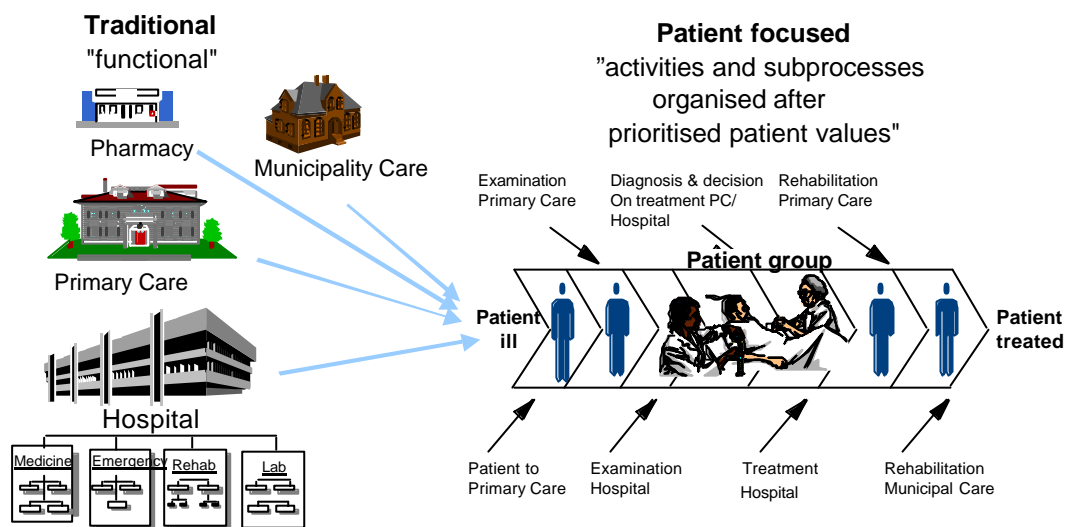 Traditional
"functional"
Pharmacy
Municipality Care
Primary Care
Hospital
Medicine
Emergency
Rehab
Lab
Patient focused
”activities and subprocesses
organised after
prioritised patient values"
Examination
Primary Care
Diagnosis & decision
On treatment PC/
Hospital
Rehabilitation
Primary Care
Patient group
Patient
ill
Patient
treated
Patient to
Primary Care
Examination
Hospital
Treatment
Hospital
Rehabilitation
Municipal Care